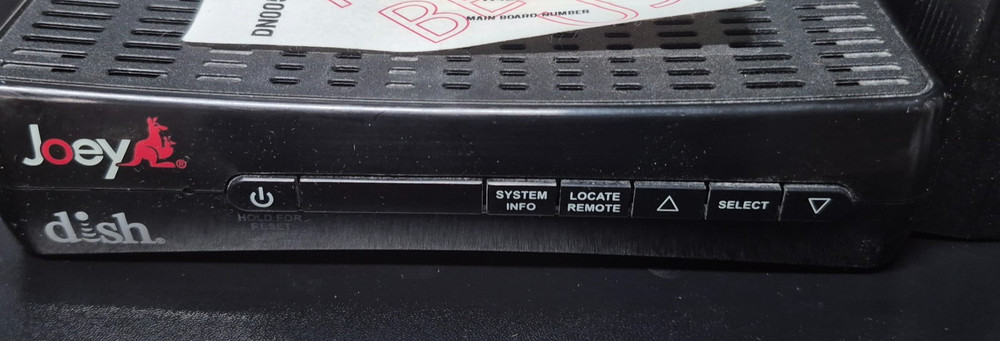 MAIN BOARD NUMBER
Joey®
dish.
HOLD FOR
RESET
SYSTEM
INFO
LOCATE
REMOTE
SELECT